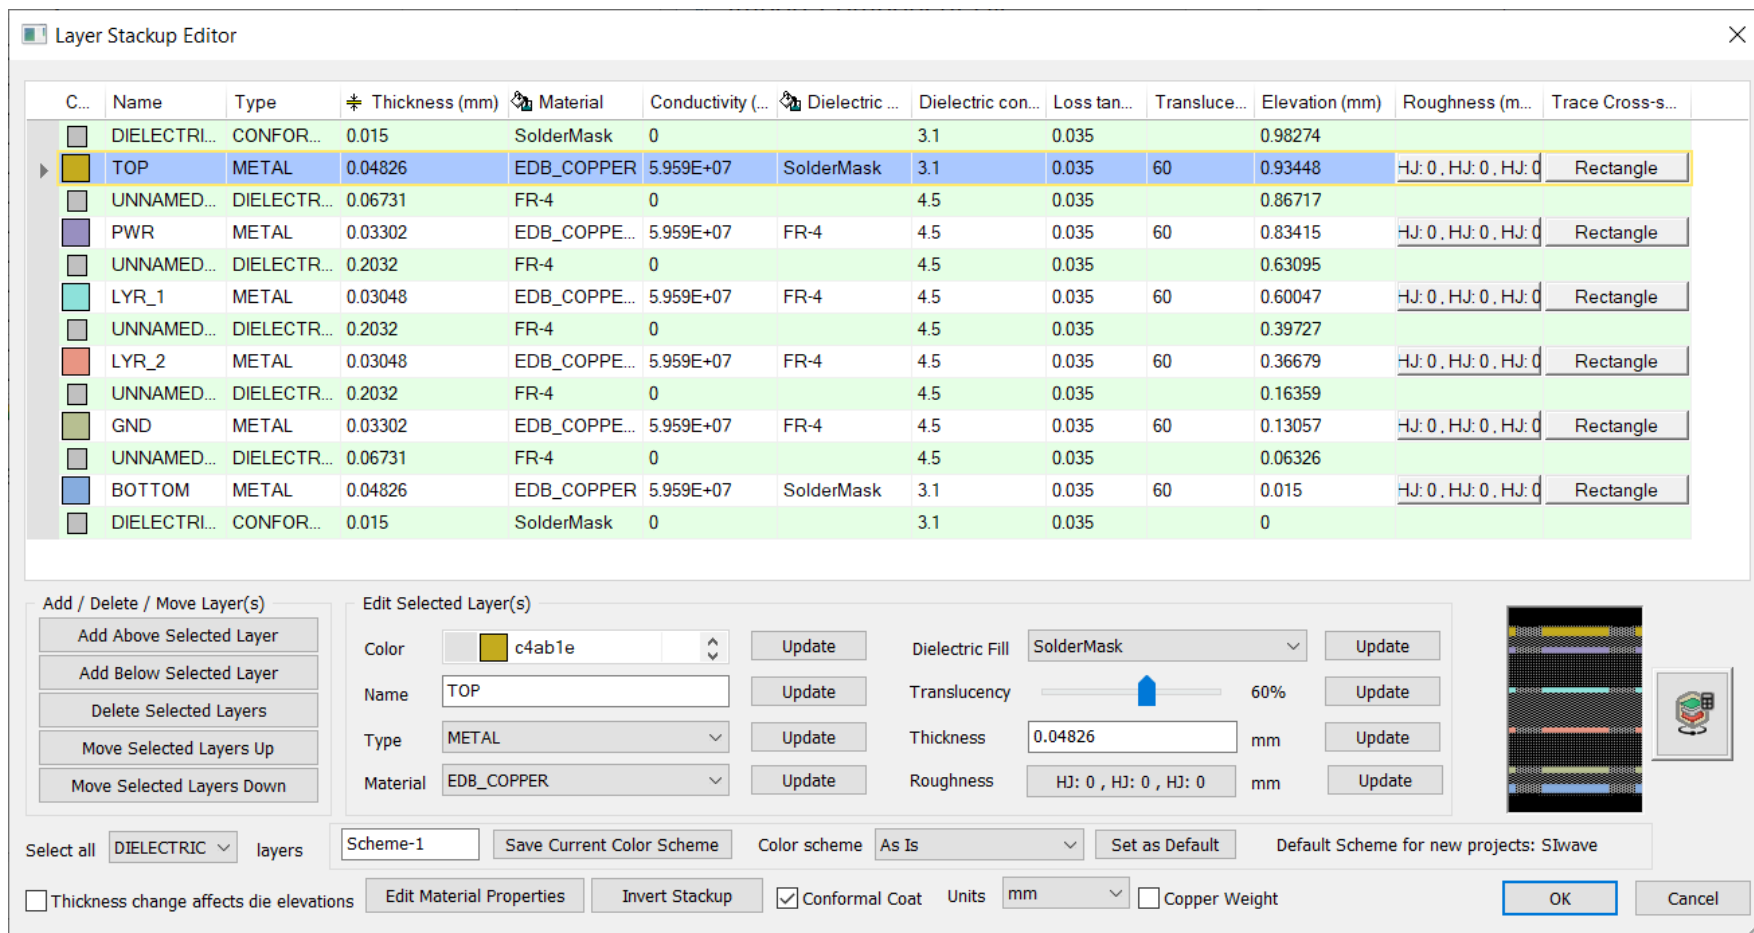 Layer Stackup Editor
C... Name Type Thickness (mm) Material Conductivity (... Dielectric ... Dielectric con... Loss tan... Transluce... Elevation (mm) Roughness (m... Trace Cross-s...
DIELECTRI... CONFOR... 0.015 SolderMask 0 3.1 0.035 0.98274
TOP METAL 0.04826 EDB_COPPER 5.959E+07 SolderMask 3.1 0.035 60 0.93448 HJ: 0 , HJ: 0 , HJ: 0 Rectangle
UNNAMED... DIELECTR... 0.06731 FR-4 0 4.5 0.035 0.86717
PWR METAL 0.03302 EDB_COPPE... 5.959E+07 FR-4 4.5 0.035 60 0.83415 HJ: 0 , HJ: 0 , HJ: 0 Rectangle
UNNAMED... DIELECTR... 0.2032 FR-4 0 4.5 0.035 0.63095
LYR_1 METAL 0.03048 EDB_COPPE... 5.959E+07 FR-4 4.5 0.035 60 0.60047 HJ: 0 , HJ: 0 , HJ: 0 Rectangle
UNNAMED... DIELECTR... 0.2032 FR-4 0 4.5 0.035 0.39727
LYR_2 METAL 0.03048 EDB_COPPE... 5.959E+07 FR-4 4.5 0.035 60 0.36679 HJ: 0 , HJ: 0 , HJ: 0 Rectangle
UNNAMED... DIELECTR... 0.2032 FR-4 0 4.5 0.035 0.16359
GND METAL 0.03302 EDB_COPPE... 5.959E+07 FR-4 4.5 0.035 60 0.13057 HJ: 0 , HJ: 0 , HJ: 0 Rectangle
UNNAMED... DIELECTR... 0.06731 FR-4 0 4.5 0.035 0.06326
BOTTOM METAL 0.04826 EDB_COPPER 5.959E+07 SolderMask 3.1 0.035 60 0.015 HJ: 0 , HJ: 0 , HJ: 0 Rectangle
DIELECTRI... CONFOR... 0.015 SolderMask 0 3.1 0.035 0
Add / Delete / Move Layer(s)
Add Above Selected Layer
Add Below Selected Layer
Delete Selected Layers
Move Selected Layers Up
Move Selected Layers Down
Edit Selected Layer(s)
Color c4ab1e Update Dielectric Fill SolderMask Update
Name TOP Update Translucency 60% Update
Type METAL Update Thickness 0.04826 mm Update
Material EDB_COPPER Update Roughness HJ: 0 , HJ: 0 , HJ: 0 mm Update
Select all DIELECTRIC layers Scheme-1 Save Current Color Scheme Color scheme As Is Set as Default Default Scheme for new projects: SIwave
Thickness change affects die elevations Edit Material Properties Invert Stackup Conformal Coat Units mm Copper Weight OK Cancel